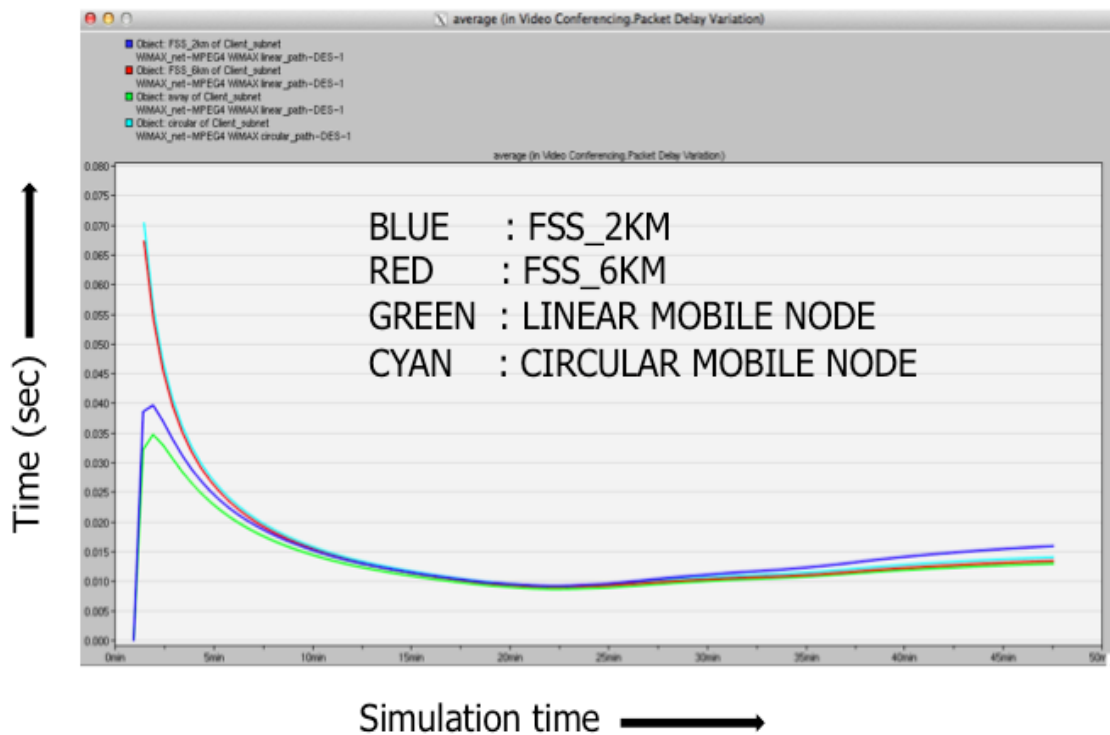 X average (in Video Conferencing.Packet Delay Variation)
Object: FSS_2km of Client_subnet
WiMAX_net-MPEG4 WiMAX linear_path-DES-1
Object: FSS_6km of Client_subnet
WiMAX_net-MPEG4 WiMAX linear_path-DES-1
Object: away of Client_subnet
WiMAX_net-MPEG4 WiMAX linear_path-DES-1
Object: circular of Client_subnet
WiMAX_net-MPEG4 WiMAX circular_path-DES-1
average (in Video Conferencing.Packet Delay Variation)
0.080
0.075
0.070
0.065
0.060
0.055
0.050
0.045
0.040
0.035
0.030
0.025
0.020
0.015
0.010
0.005
0.000
BLUE : FSS_2KM
RED : FSS_6KM
GREEN : LINEAR MOBILE NODE
CYAN : CIRCULAR MOBILE NODE
Time (sec)
0min 5min 10min 15min 20min 25min 30min 35min 40min 45min 50m
Simulation time